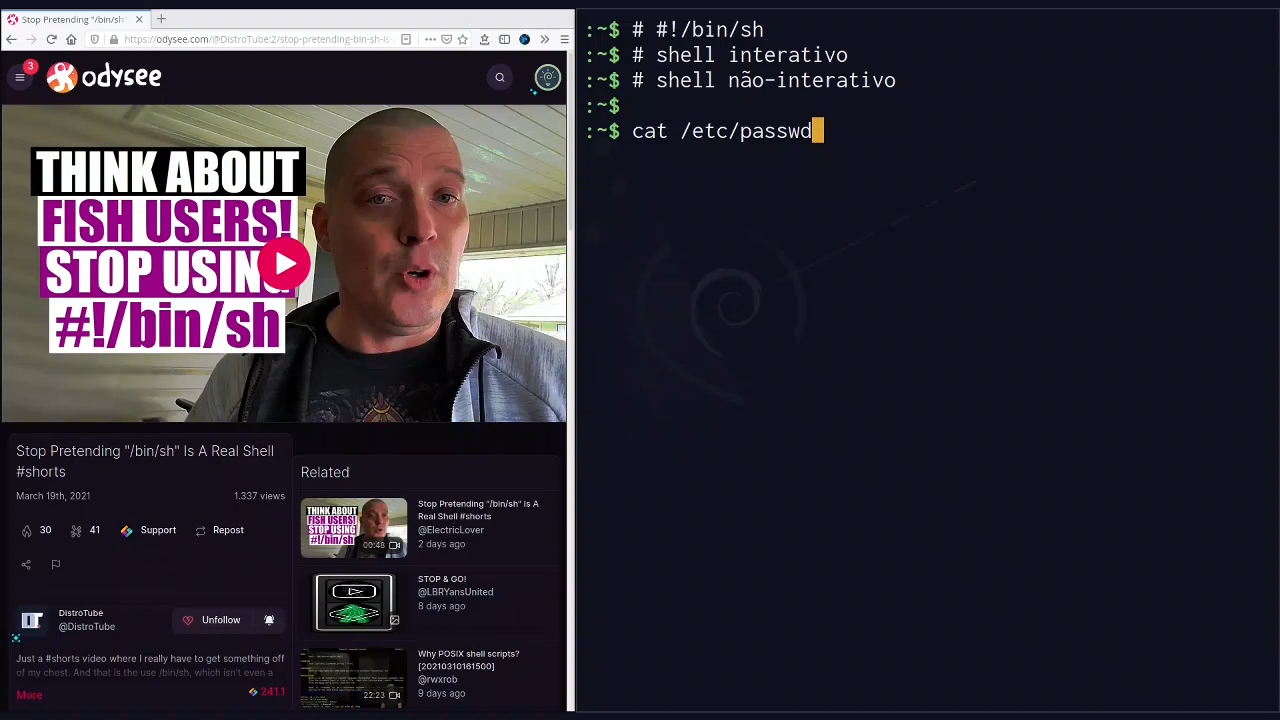 Stop Pretending "/bin/sh"
https://odysee.com/@DistroTube:2/stop-pretending-bin-sh-is-
3
odysee
THINK ABOUT
FISH USERS!
STOP USING
#!/bin/sh
Stop Pretending "/bin/sh" Is A Real Shell
#shorts
March 19th, 2021
1.337 views
30
41
Support
Repost
DistroTube
@DistroTube
Unfollow
Just a #shorts video where I really have to get something off
of my chest. And that is the use /bin/sh, which isn't even a
More
241.1
Related
THINK ABOUT
FISH USERS!
STOP USING
#!/bin/sh
00:48
Stop Pretending "/bin/sh" Is A
Real Shell #shorts
@ElectricLover
2 days ago
STOP & GO!
@LBRYansUnited
8 days ago
22:23
Why POSIX shell scripts?
[20210310161500]
@rwxrob
9 days ago
:~$ # #!/bin/sh
:~$ # shell interativo
:~$ # shell não-interativo
:~$
:~$ cat /etc/passwd